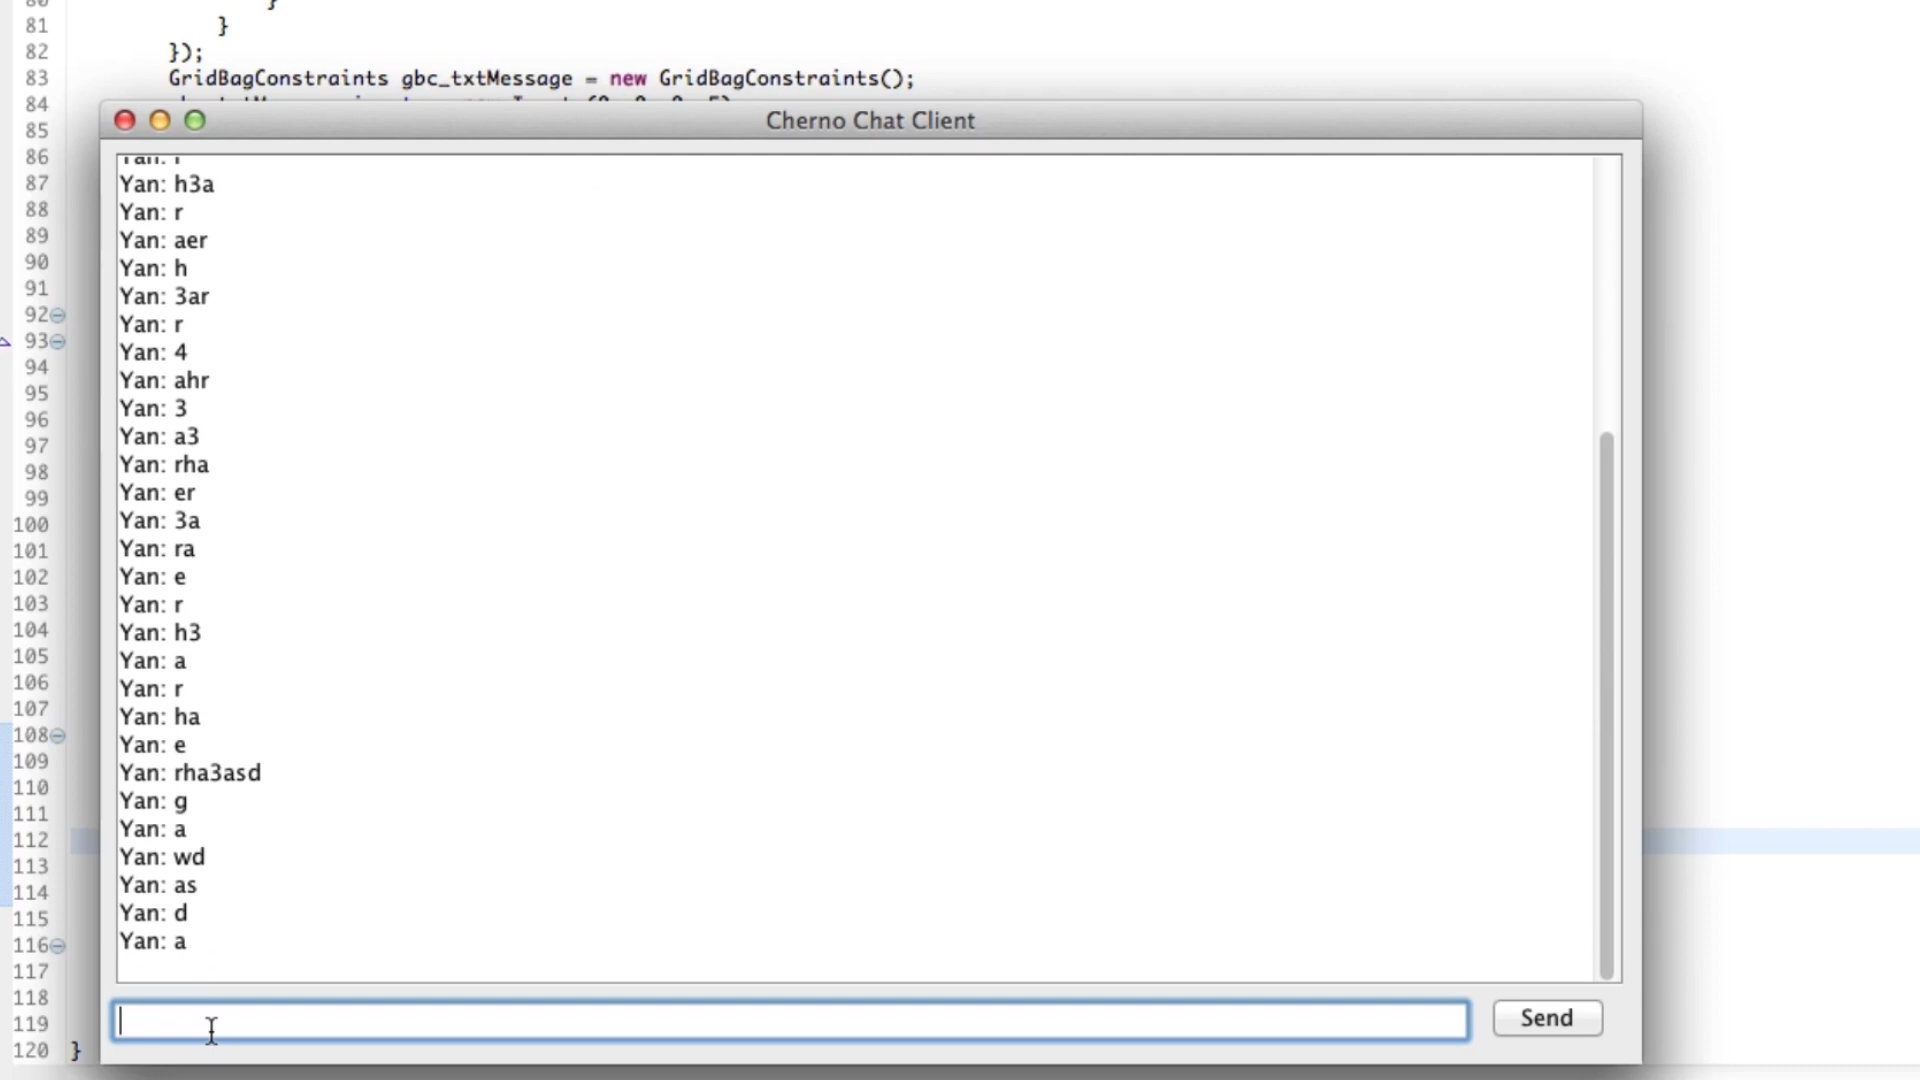 80 }
81 }
82 });
83 GridBagConstraints gbc_txtMessage = new GridBagConstraints();
84
85
86
87
88
89
90
91
92
93
94
95
96
97
98
99
100
101
102
103
104
105
106
107
108
109
110
111
112
113
114
115
116
117
118
119
120 }
Cherno Chat Client
Yan: r
Yan: h3a
Yan: r
Yan: aer
Yan: h
Yan: 3ar
Yan: r
Yan: 4
Yan: ahr
Yan: 3
Yan: a3
Yan: rha
Yan: er
Yan: 3a
Yan: ra
Yan: e
Yan: r
Yan: h3
Yan: a
Yan: r
Yan: ha
Yan: e
Yan: rha3asd
Yan: g
Yan: a
Yan: wd
Yan: as
Yan: d
Yan: a
Send